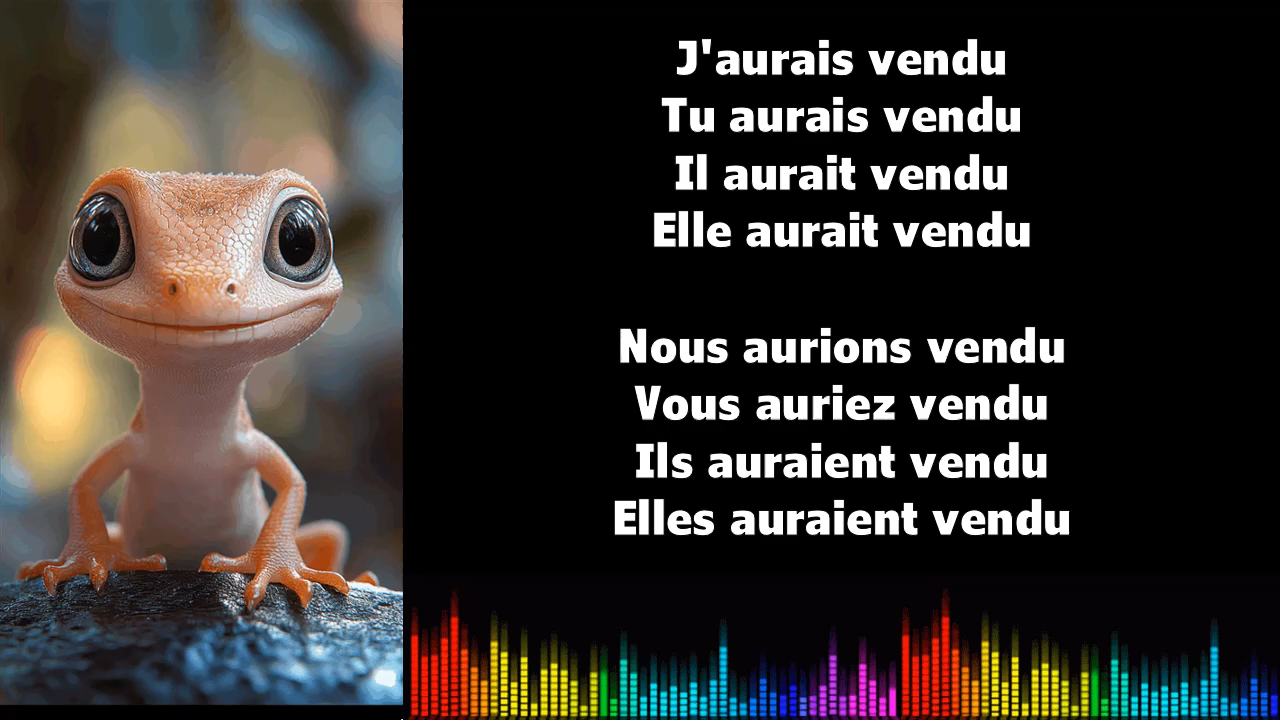 J'aurais vendu
Tu aurais vendu
Il aurait vendu
Elle aurait vendu
Nous aurions vendu
Vous auriez vendu
Ils auraient vendu
Elles auraient vendu